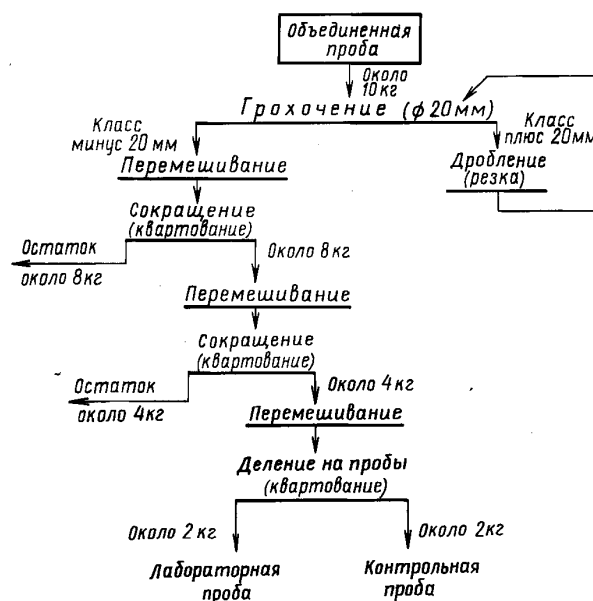 Объединенная
проба
Около
10кг
Грохочение (ф 20мм)
Класс
минус 20 мм
Класс
плюс 20мм
Перемешивание
Дробление
(резка)
Сокращение
(квартование)
Остаток
около 8кг
Около 8кг
Перемешивание
Сокращение
(квартование)
Остаток
около 4кг
Около 4кг
Перемешивание
Деление на пробы
(квартование)
Около 2кг
Около 2кг
Лабораторная
проба
Контрольная
проба